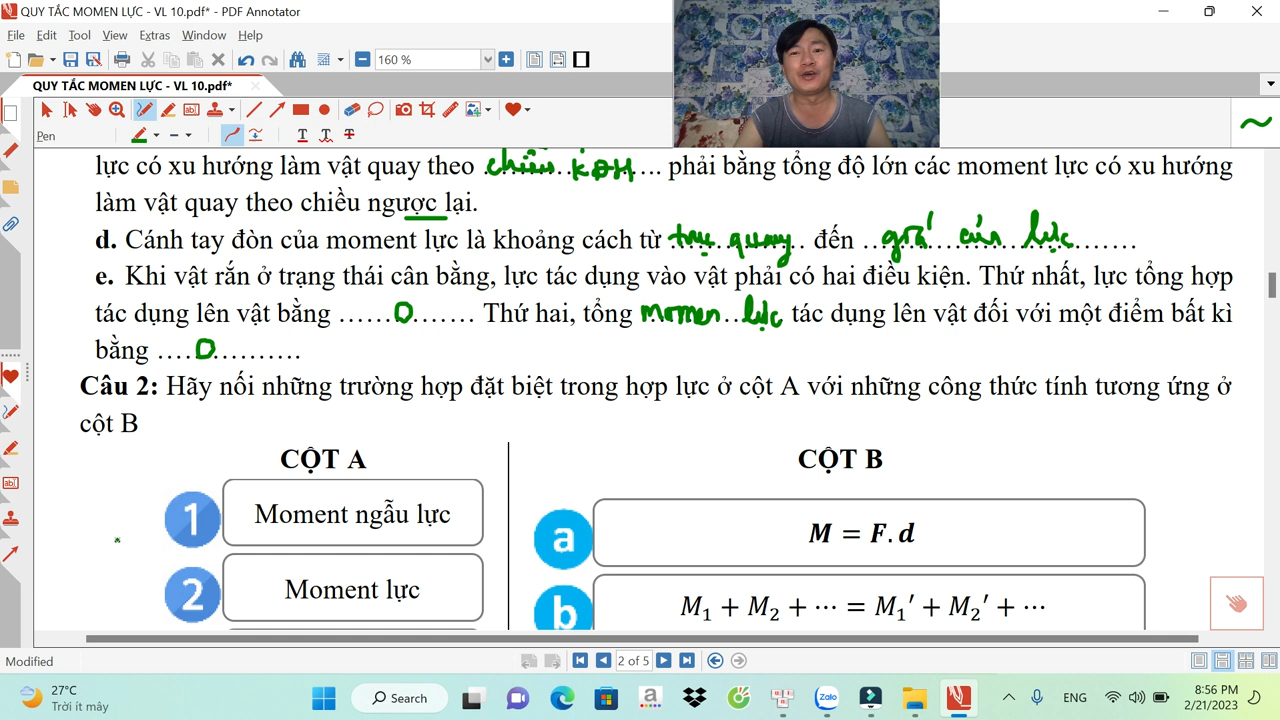 QUY TẮC MOMEN LỰC - VL 10.pdf* - PDF Annotator
File Edit Tool View Extras Window Help
160 %
QUY TẮC MOMEN LỰC - VL 10.pdf*
Pen
lực có xu hướng làm vật quay theo chiều KĐH phải bằng tổng độ lớn các moment lực có xu hướng
làm vật quay theo chiều ngược lại.
d. Cánh tay đòn của moment lực là khoảng cách từ trục quay đến giá của lực
e. Khi vật rắn ở trạng thái cân bằng, lực tác dụng vào vật phải có hai điều kiện. Thứ nhất, lực tổng hợp
tác dụng lên vật bằng ……0……. Thứ hai, tổng momen lực tác dụng lên vật đối với một điểm bất kì
bằng ….0……….
Câu 2: Hãy nối những trường hợp đặt biệt trong hợp lực ở cột A với những công thức tính tương ứng ở
cột B
CỘT A
CỘT B
1 Moment ngẫu lực
a M = F.d
2 Moment lực
b M₁ + M₂ + ⋯ = M₁′ + M₂′ + ⋯
2 of 5
Modified
27°C
Trời ít mây
Search
a
Zalo
ENG
8:56 PM
2/21/2023